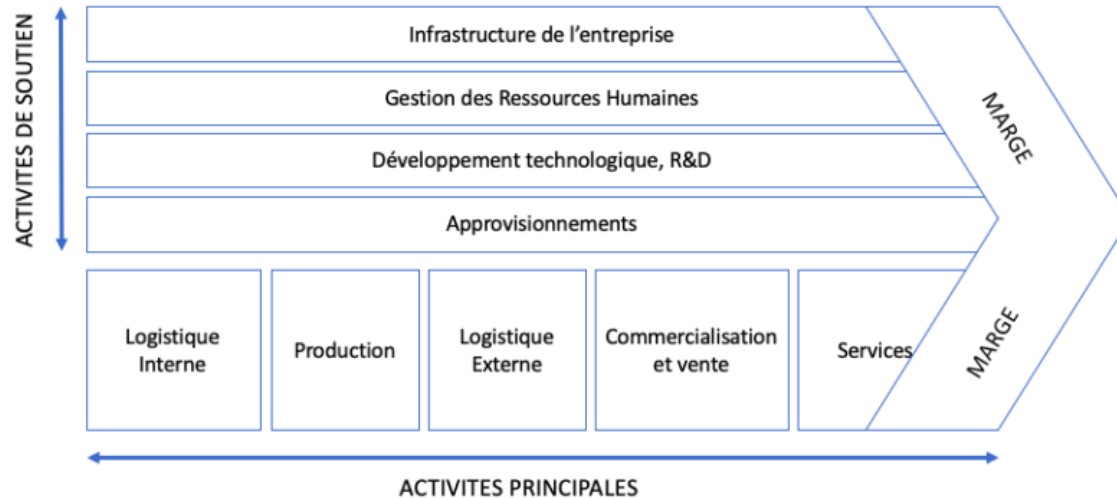 ACTIVITES DE SOUTIEN
Infrastructure de l’entreprise
Gestion des Ressources Humaines
Développement technologique, R&D
Approvisionnements
MARGE
Logistique
Interne
Production
Logistique
Externe
Commercialisation
et vente
Services
MARGE
ACTIVITES PRINCIPALES